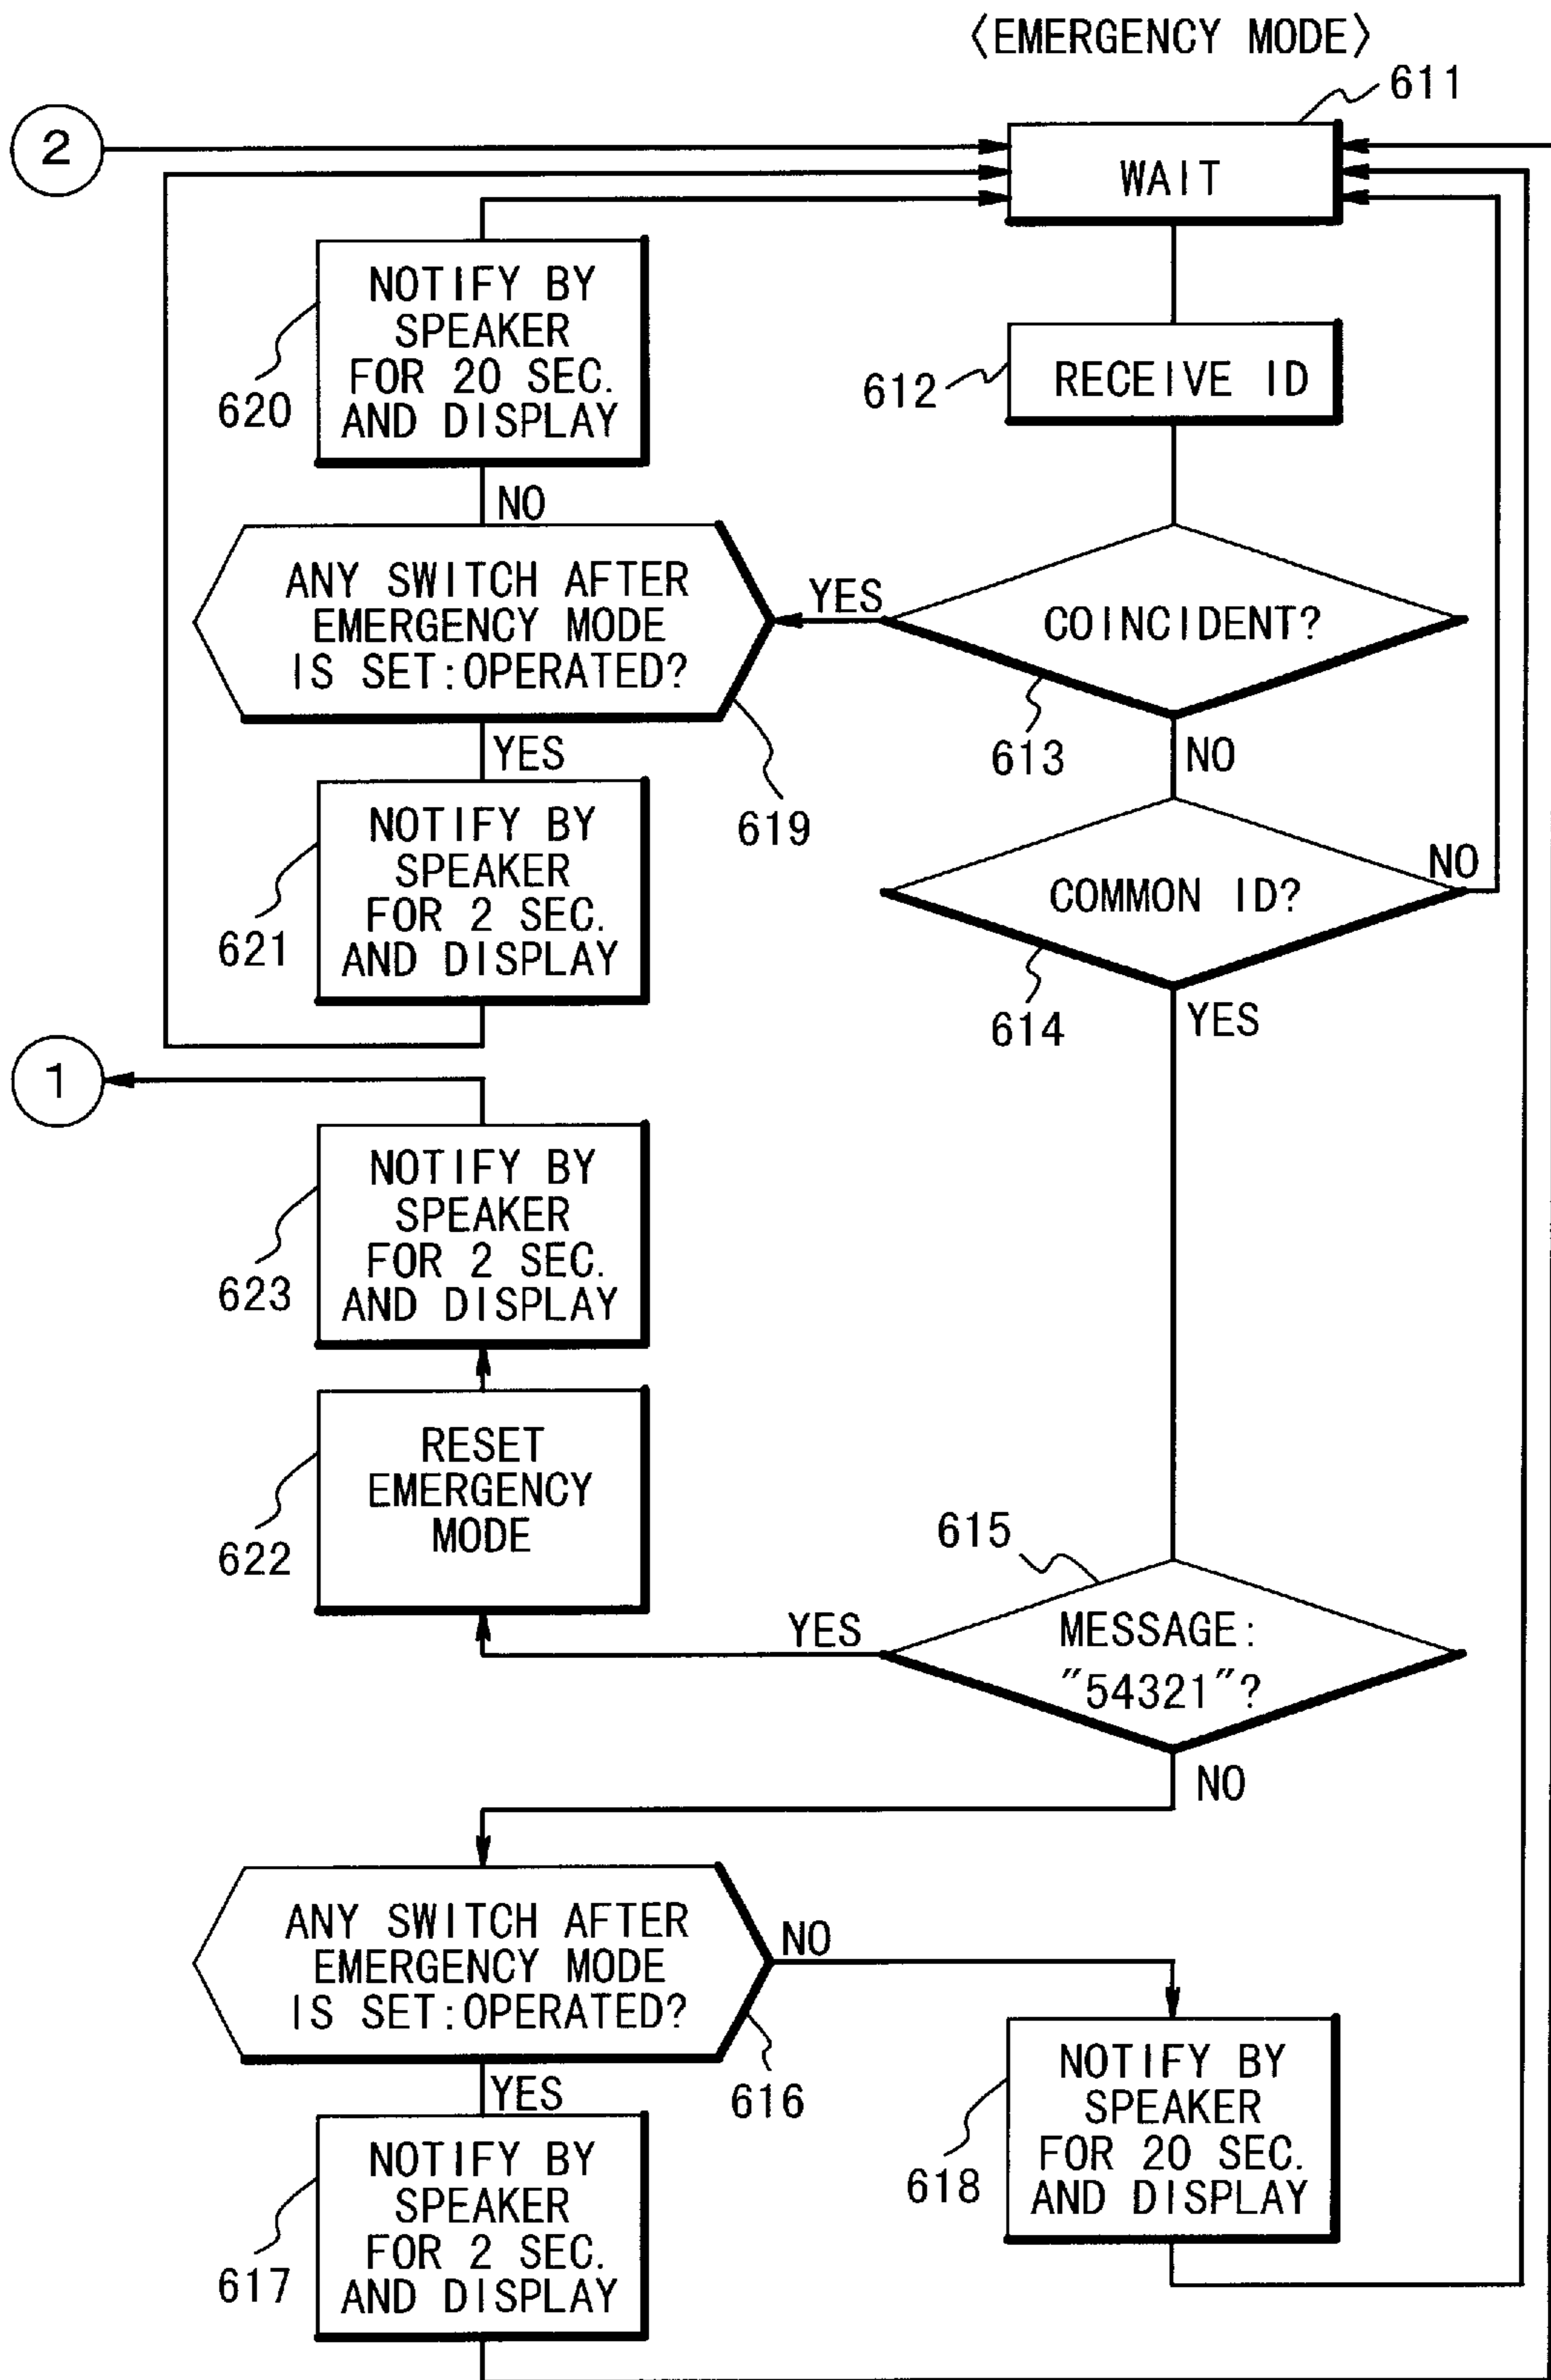 〈EMERGENCY MODE〉
611
2
WAIT
NOTIFY BY
SPEAKER
FOR 20 SEC.
AND DISPLAY
620
612
RECEIVE ID
NO
ANY SWITCH AFTER
EMERGENCY MODE
IS SET:OPERATED?
YES
COINCIDENT?
613
NO
YES
619
NOTIFY BY
SPEAKER
FOR 2 SEC.
AND DISPLAY
621
COMMON ID?
NO
614
YES
1
NOTIFY BY
SPEAKER
FOR 2 SEC.
AND DISPLAY
623
RESET
EMERGENCY
MODE
622
615
YES
MESSAGE:
"54321"?
NO
ANY SWITCH AFTER
EMERGENCY MODE
IS SET:OPERATED?
NO
616
YES
NOTIFY BY
SPEAKER
FOR 20 SEC.
AND DISPLAY
618
NOTIFY BY
SPEAKER
FOR 2 SEC.
AND DISPLAY
617